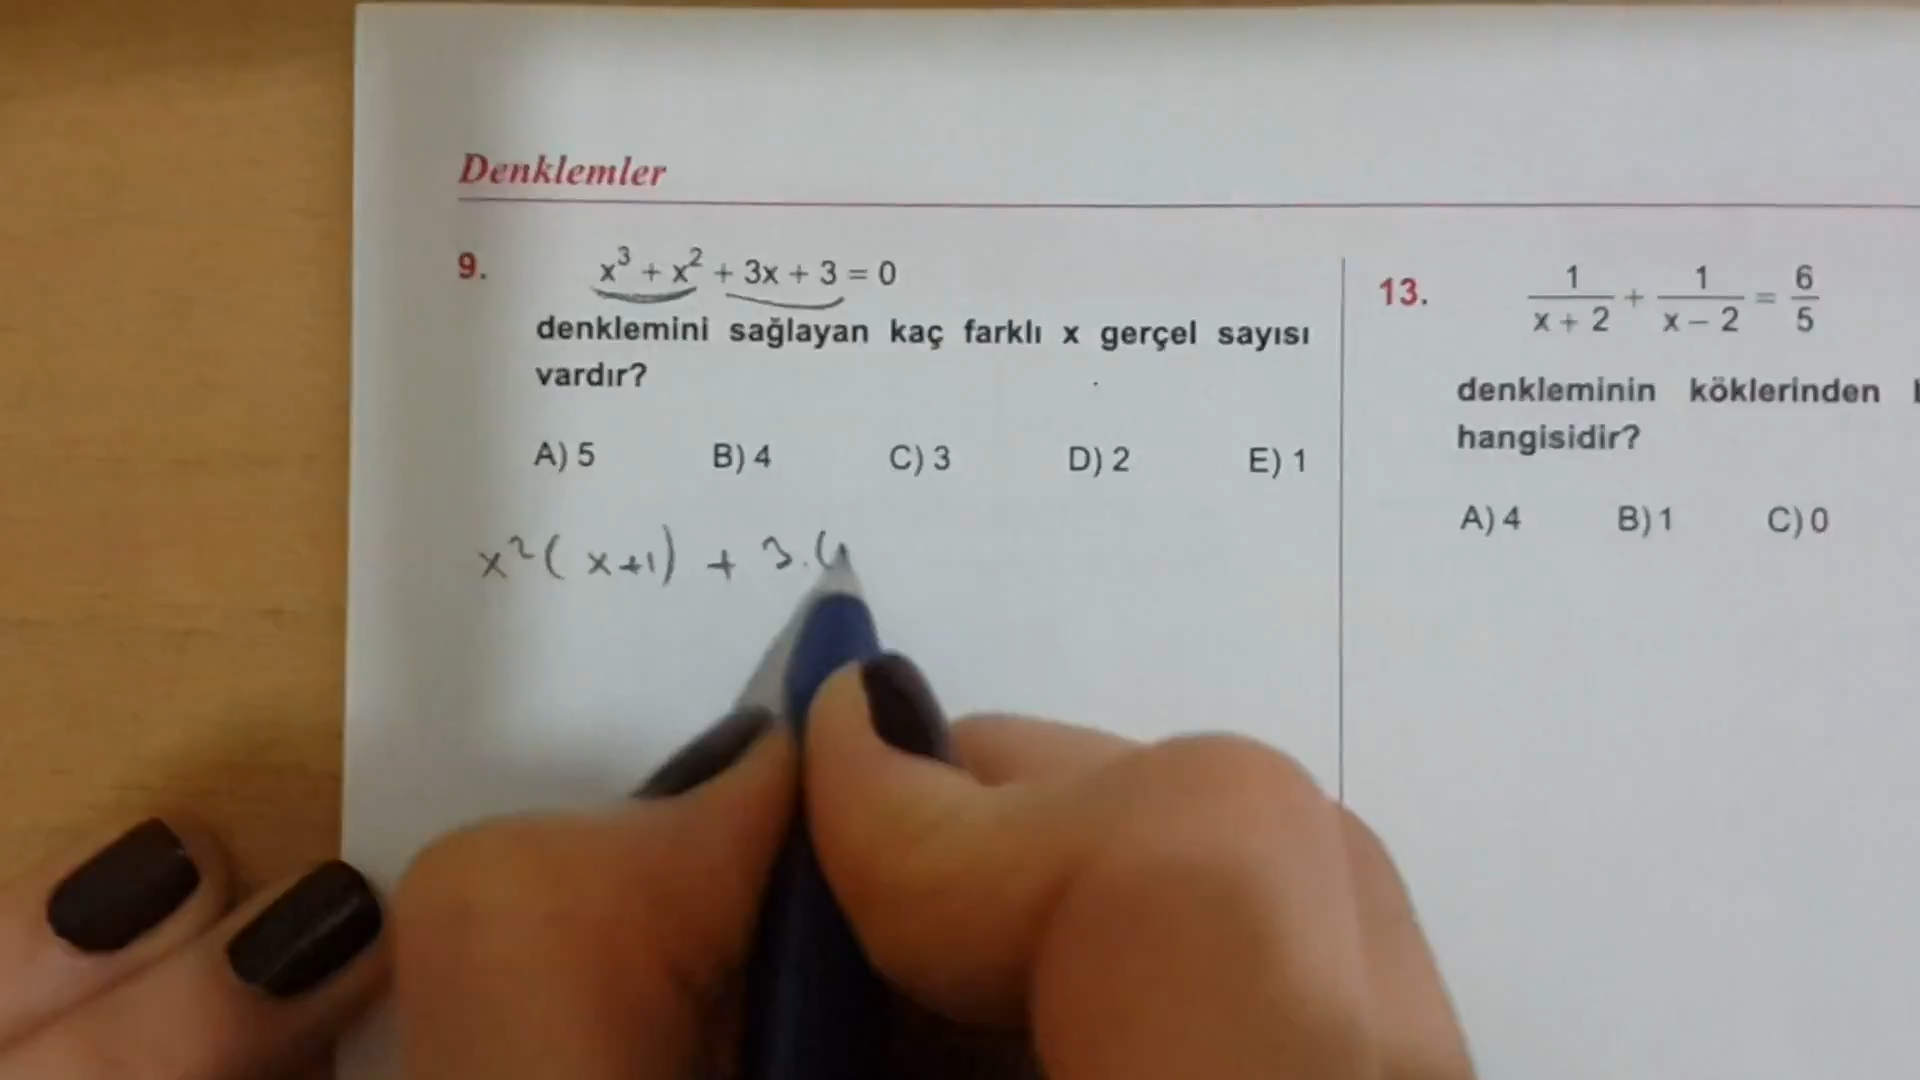 Denklemler
9. x³ + x² + 3x + 3 = 0
denklemini sağlayan kaç farklı x gerçel sayısı
vardır?
A) 5 B) 4 C) 3 D) 2 E) 1
x²( x+1) + 3.(
13. 1/(x + 2) + 1/(x − 2) = 6/5
denkleminin köklerinden
hangisidir?
A) 4 B) 1 C) 0